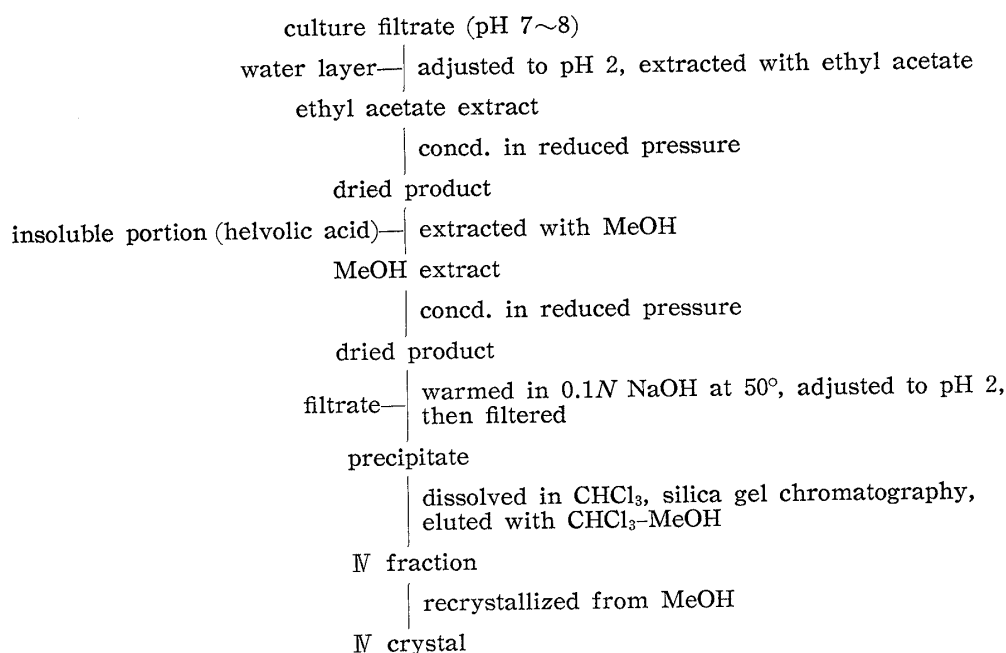 culture filtrate (pH 7~8)
water layer— adjusted to pH 2, extracted with ethyl acetate
ethyl acetate extract
concd. in reduced pressure
dried product
insoluble portion (helvolic acid)— extracted with MeOH
MeOH extract
concd. in reduced pressure
dried product
warmed in 0.1N NaOH at 50°, adjusted to pH 2,
filtrate— then filtered
precipitate
dissolved in CHCl₃, silica gel chromatography,
eluted with CHCl₃–MeOH
Ⅳ fraction
recrystallized from MeOH
Ⅳ crystal